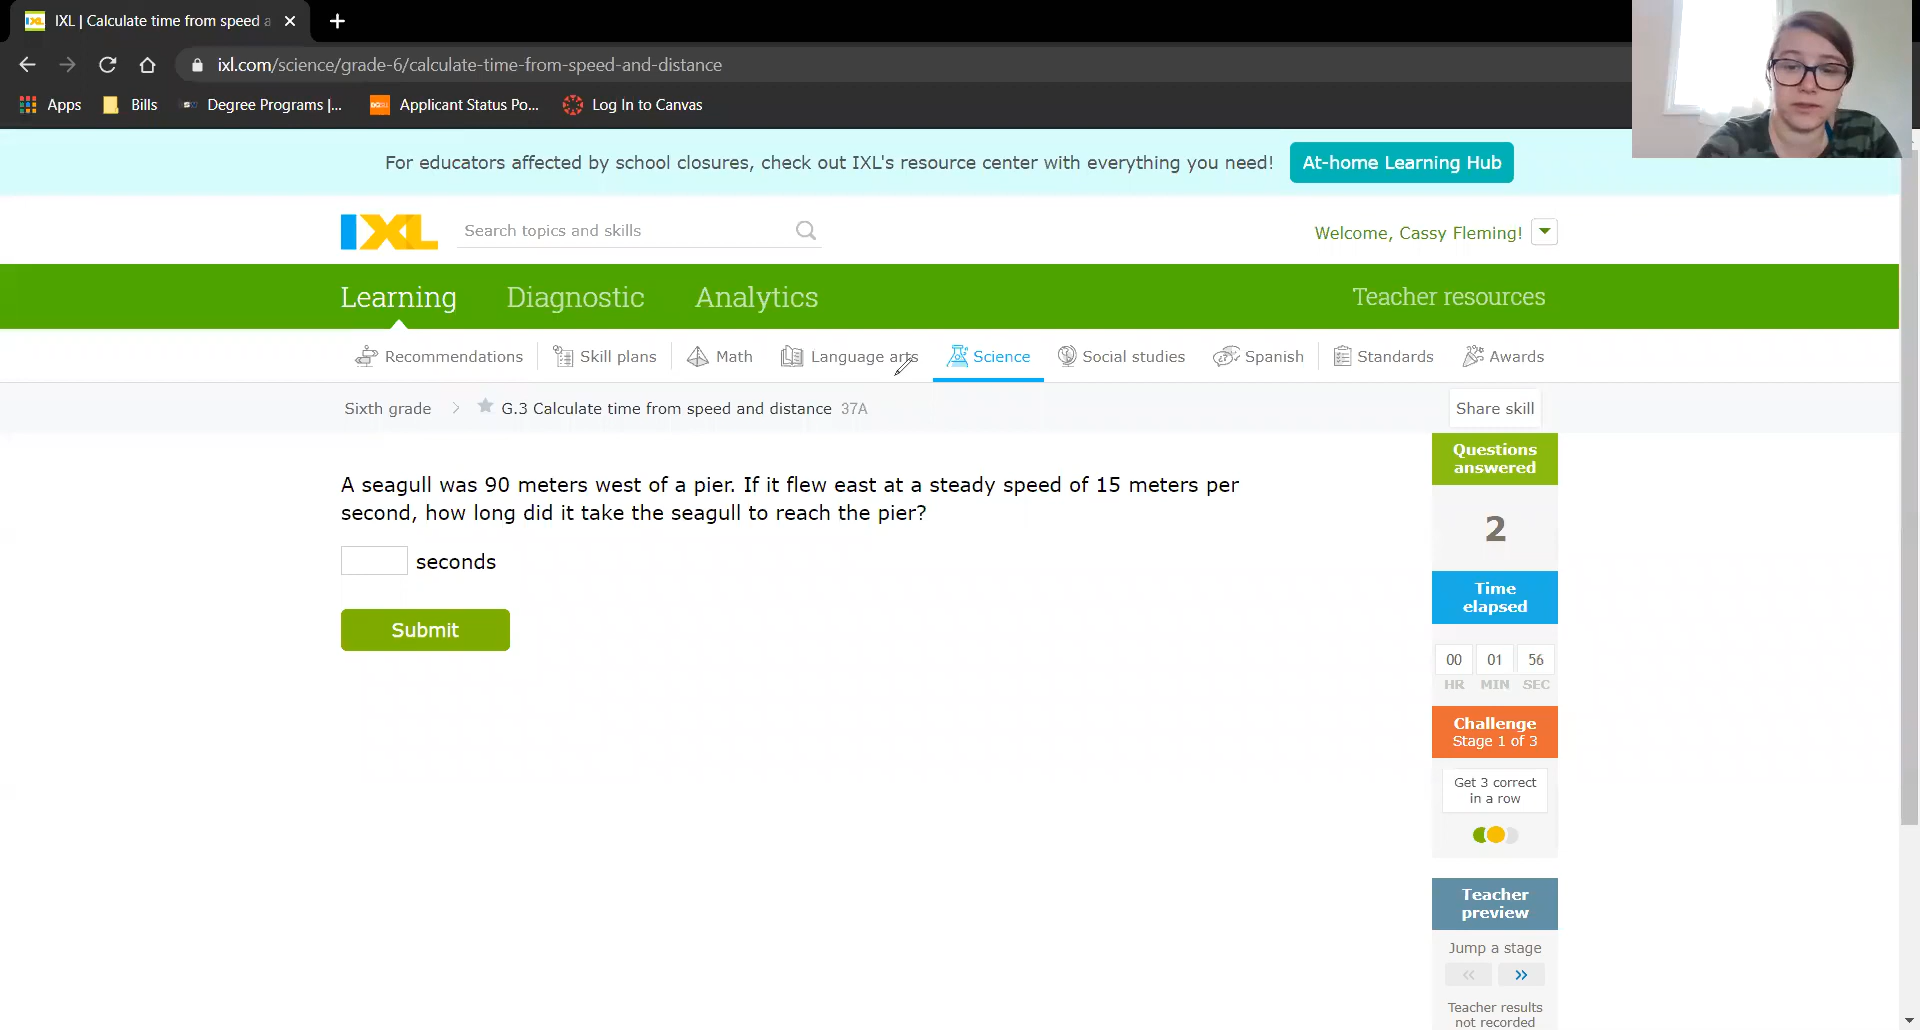 IXL | Calculate time from speed a
ixl.com/science/grade-6/calculate-time-from-speed-and-distance
Apps
Bills
Degree Programs |...
Applicant Status Po...
Log In to Canvas
For educators affected by school closures, check out IXL's resource center with everything you need!
At-home Learning Hub
IXL
Search topics and skills
Welcome, Cassy Fleming!
Learning
Diagnostic
Analytics
Teacher resources
Recommendations
Skill plans
Math
Language arts
Science
Social studies
Spanish
Standards
Awards
Sixth grade
G.3 Calculate time from speed and distance 37A
Share skill
A seagull was 90 meters west of a pier. If it flew east at a steady speed of 15 meters per
second, how long did it take the seagull to reach the pier?
seconds
Submit
Questions
answered
2
Time
elapsed
00 01 56
HR MIN SEC
Challenge
Stage 1 of 3
Get 3 correct
in a row
Teacher
preview
Jump a stage
Teacher results
not recorded